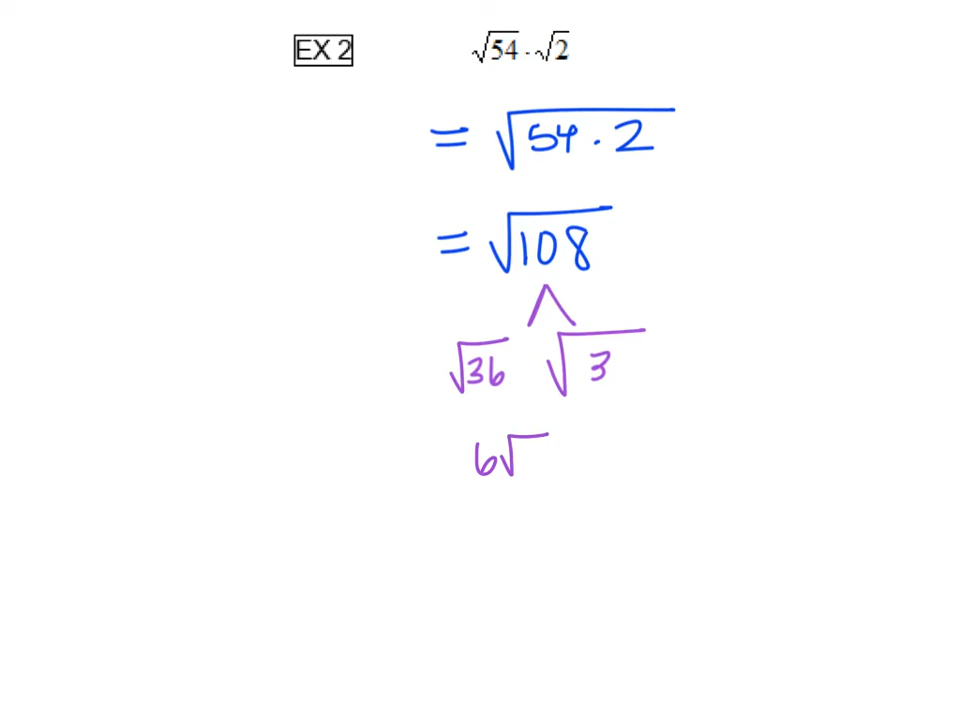 EX 2 √54 · √2
= √54 · 2
= √108
√36 √3
6√